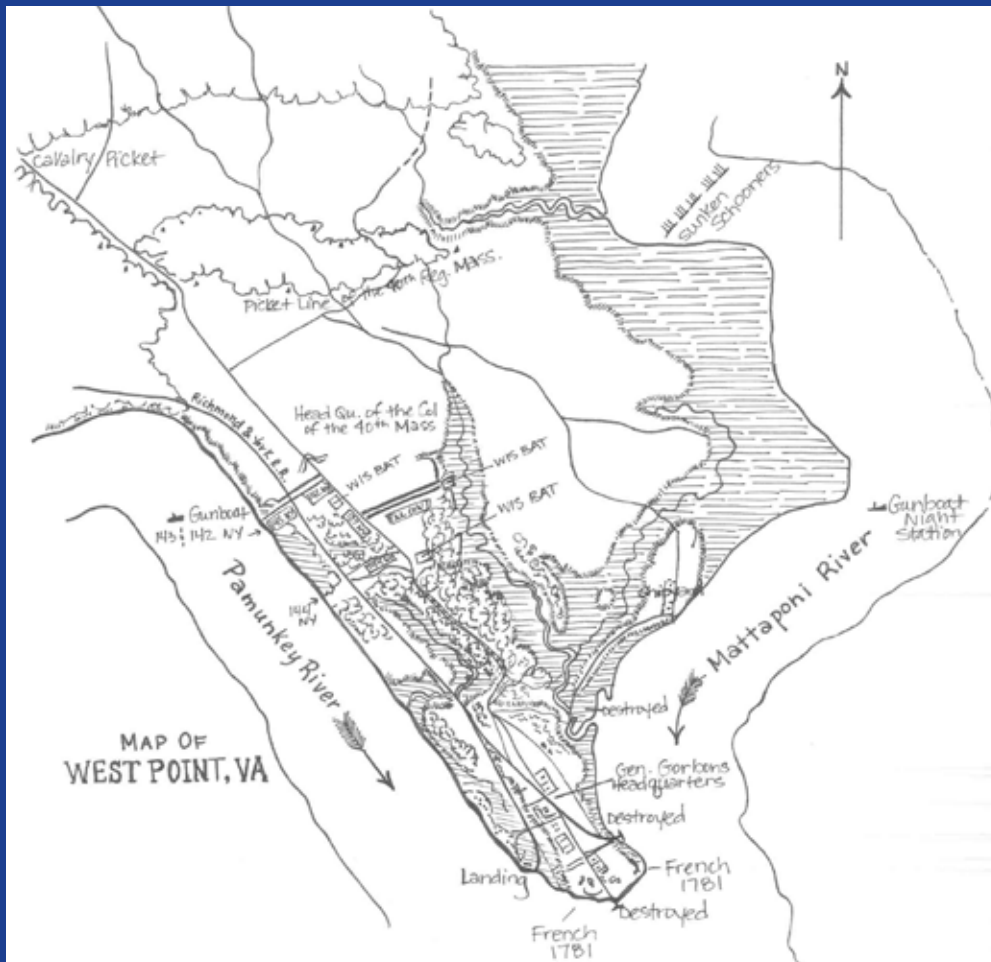 N
Cavalry Picket
Sunken
Schooners
Picket Line of the 40th Reg. Mass.
Richmond & York R.R.
Head Qu. of the Col
of the 40th Mass
WIS BAT
WIS BAT
WIS BAT
Gunboat
143 & 142 NY
Gunboat
Night
Station
144
NY
Pamunkey River
Mattaponi River
MAP OF
WEST POINT, VA
Destroyed
Gen. Gorbons
Headquarters
Destroyed
Landing
French
1781
Destroyed
French
1781